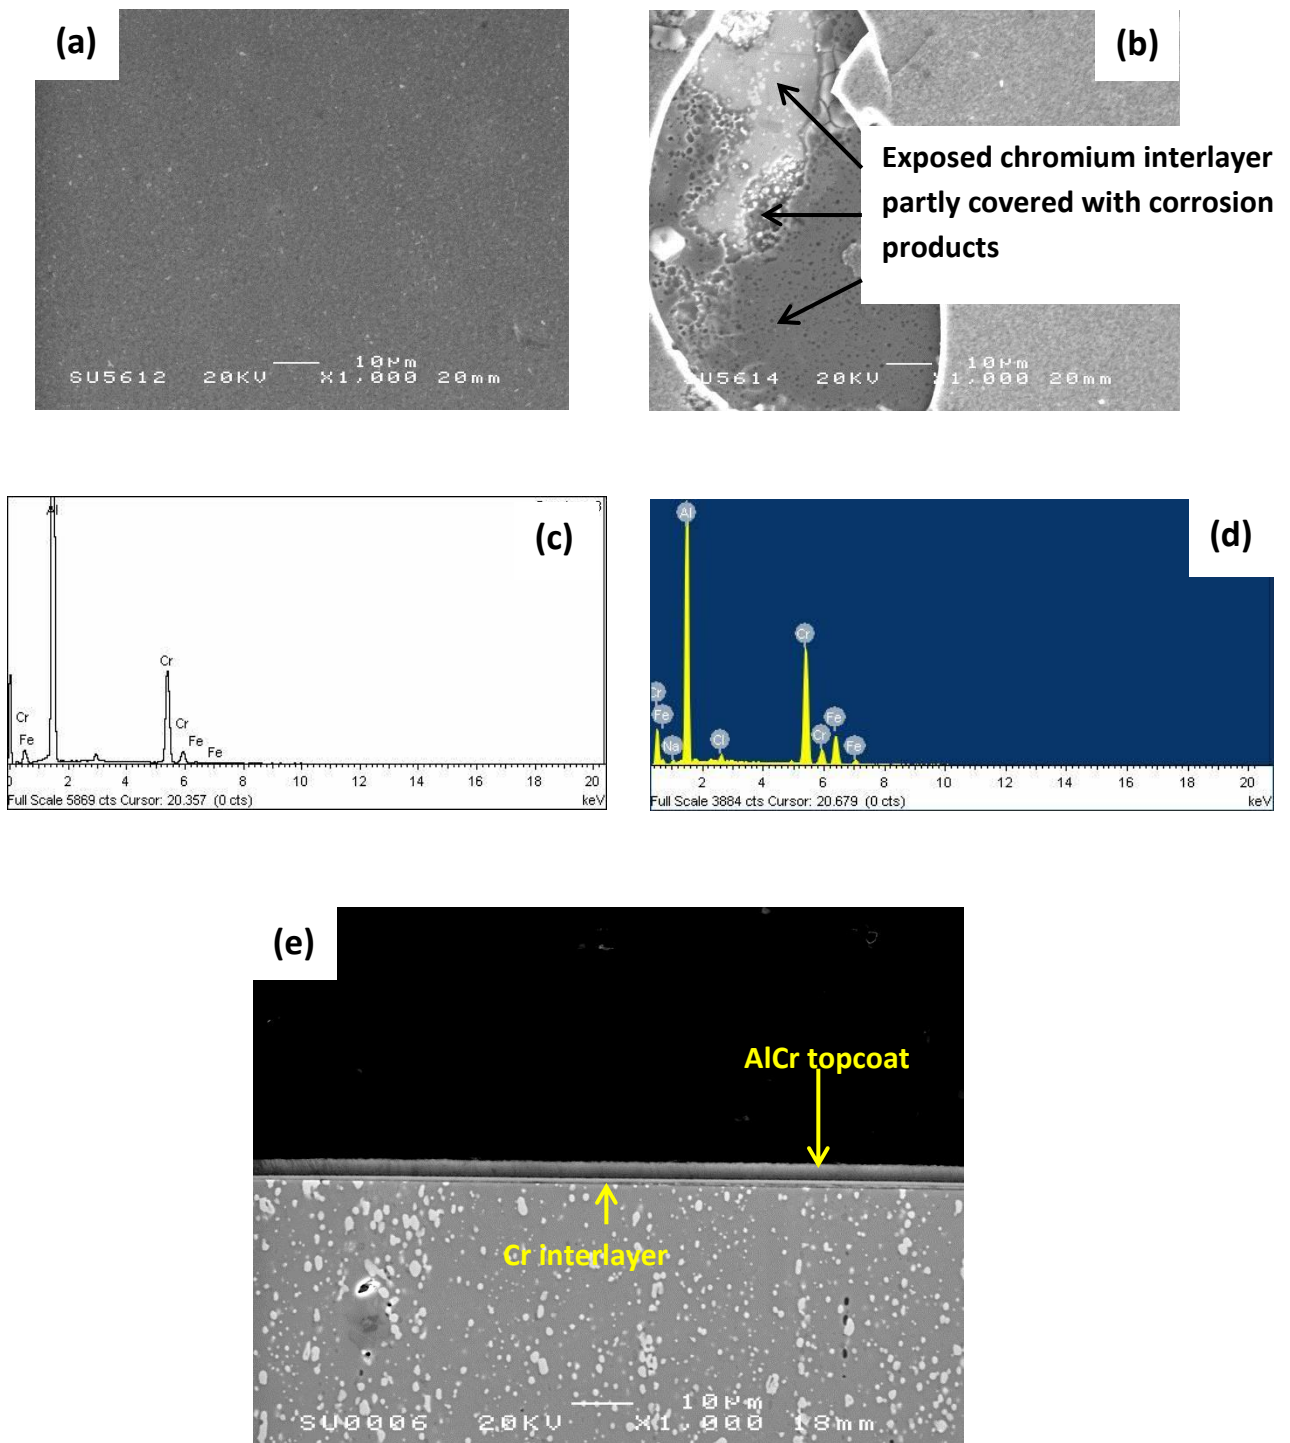 (a)
SU5612 20KV X1,000 20mm
10µm
(b)
Exposed chromium interlayer
partly covered with corrosion
products
10µm
SU5614 20KV X1,000 20mm
(c)
Al
Cr
Cr
Cr
Fe
Fe
Fe
0 2 4 6 8 10 12 14 16 18 20
Full Scale 5869 cts Cursor: 20.357 (0 cts)
keV
(d)
Al
Cr
Cr
Fe
Fe
Na
Cl
Cr
Fe
2 4 6 8 10 12 14 16 18 20
Full Scale 3884 cts Cursor: 20.679 (0 cts)
keV
(e)
AlCr topcoat
Cr interlayer
10µm
SU0006 20KV X1,000 18mm